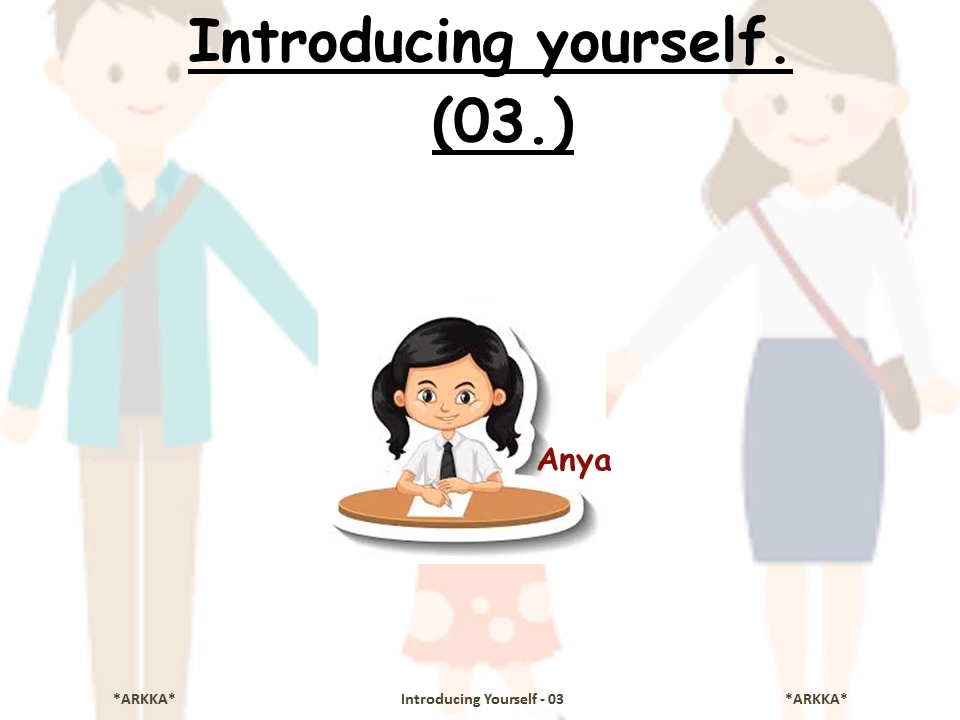 Introducing yourself.
(03.)
Anya
*ARKKA* Introducing Yourself - 03 *ARKKA*